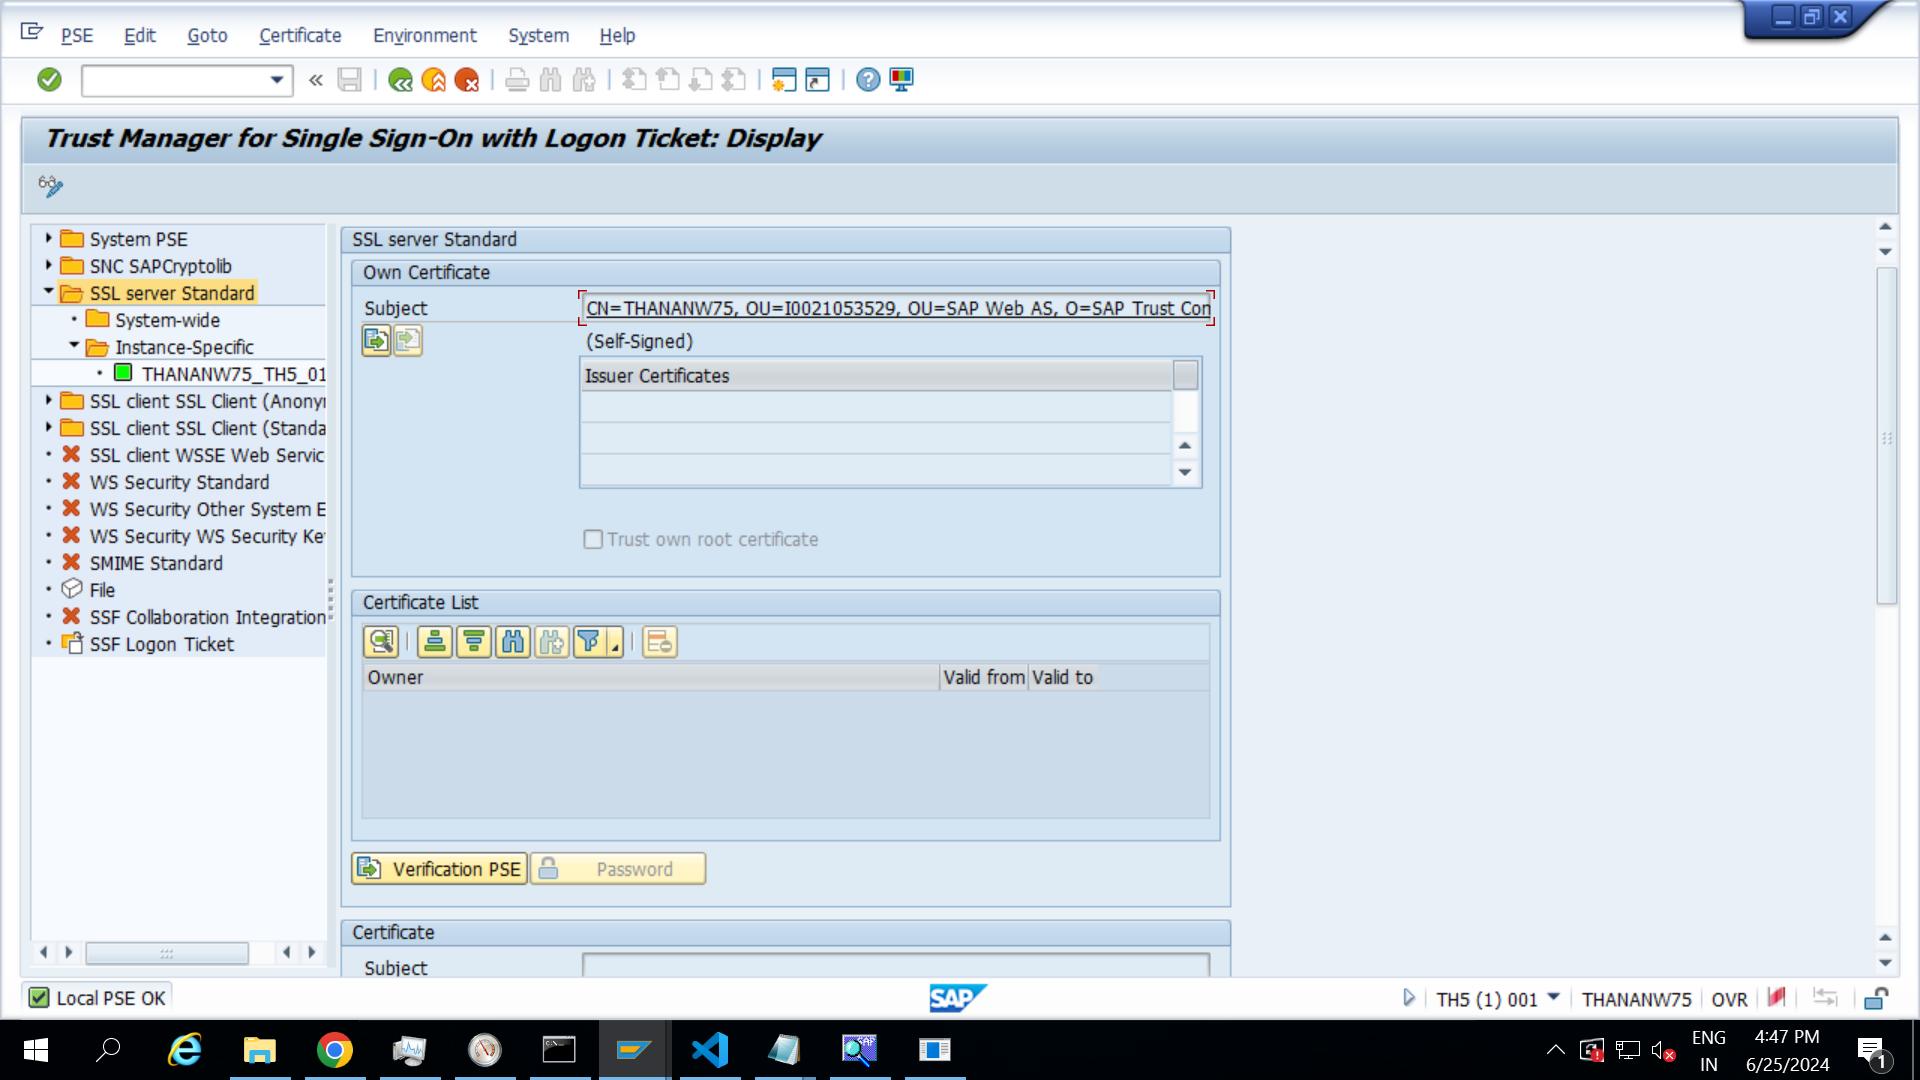 PSE Edit Goto Certificate Environment System Help
Trust Manager for Single Sign-On with Logon Ticket: Display
System PSE
SNC SAPCryptolib
SSL server Standard
System-wide
Instance-Specific
THANANW75_TH5_01
SSL client SSL Client (Anony
SSL client SSL Client (Standa
SSL client WSSE Web Servic
WS Security Standard
WS Security Other System E
WS Security WS Security Ke
SMIME Standard
File
SSF Collaboration Integration
SSF Logon Ticket
SSL server Standard
Own Certificate
Subject CN=THANANW75, OU=I0021053529, OU=SAP Web AS, O=SAP Trust Com
(Self-Signed)
Issuer Certificates
Trust own root certificate
Certificate List
Owner Valid from Valid to
Verification PSE Password
Certificate
Subject
Local PSE OK SAP TH5 (1) 001 THANANW75 OVR
ENG 4:47 PM
IN 6/25/2024 1